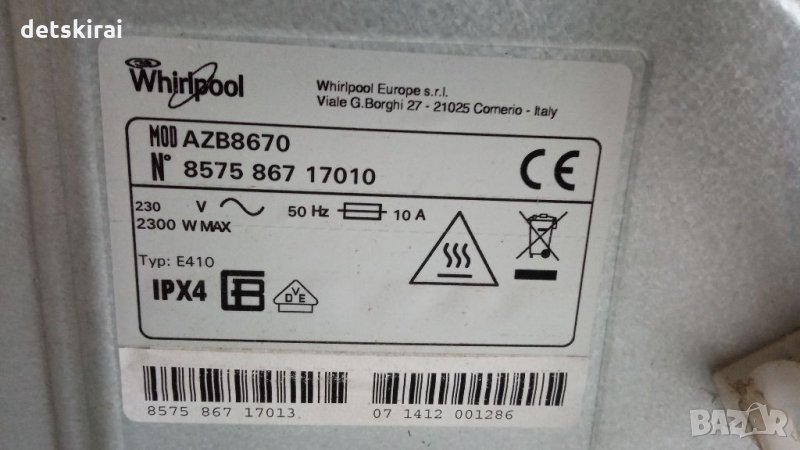 detskirai
Whirlpool
Whirlpool Europe s.r.l.
Viale G.Borghi 27 - 21025 Comerio - Italy
MOD AZB8670
N° 8575 867 17010
CE
230 V 50 Hz 10 A
2300 W MAX
Typ: E410
IPX4
VDE
8575 867 17013
07 1412 001286
BAZAR